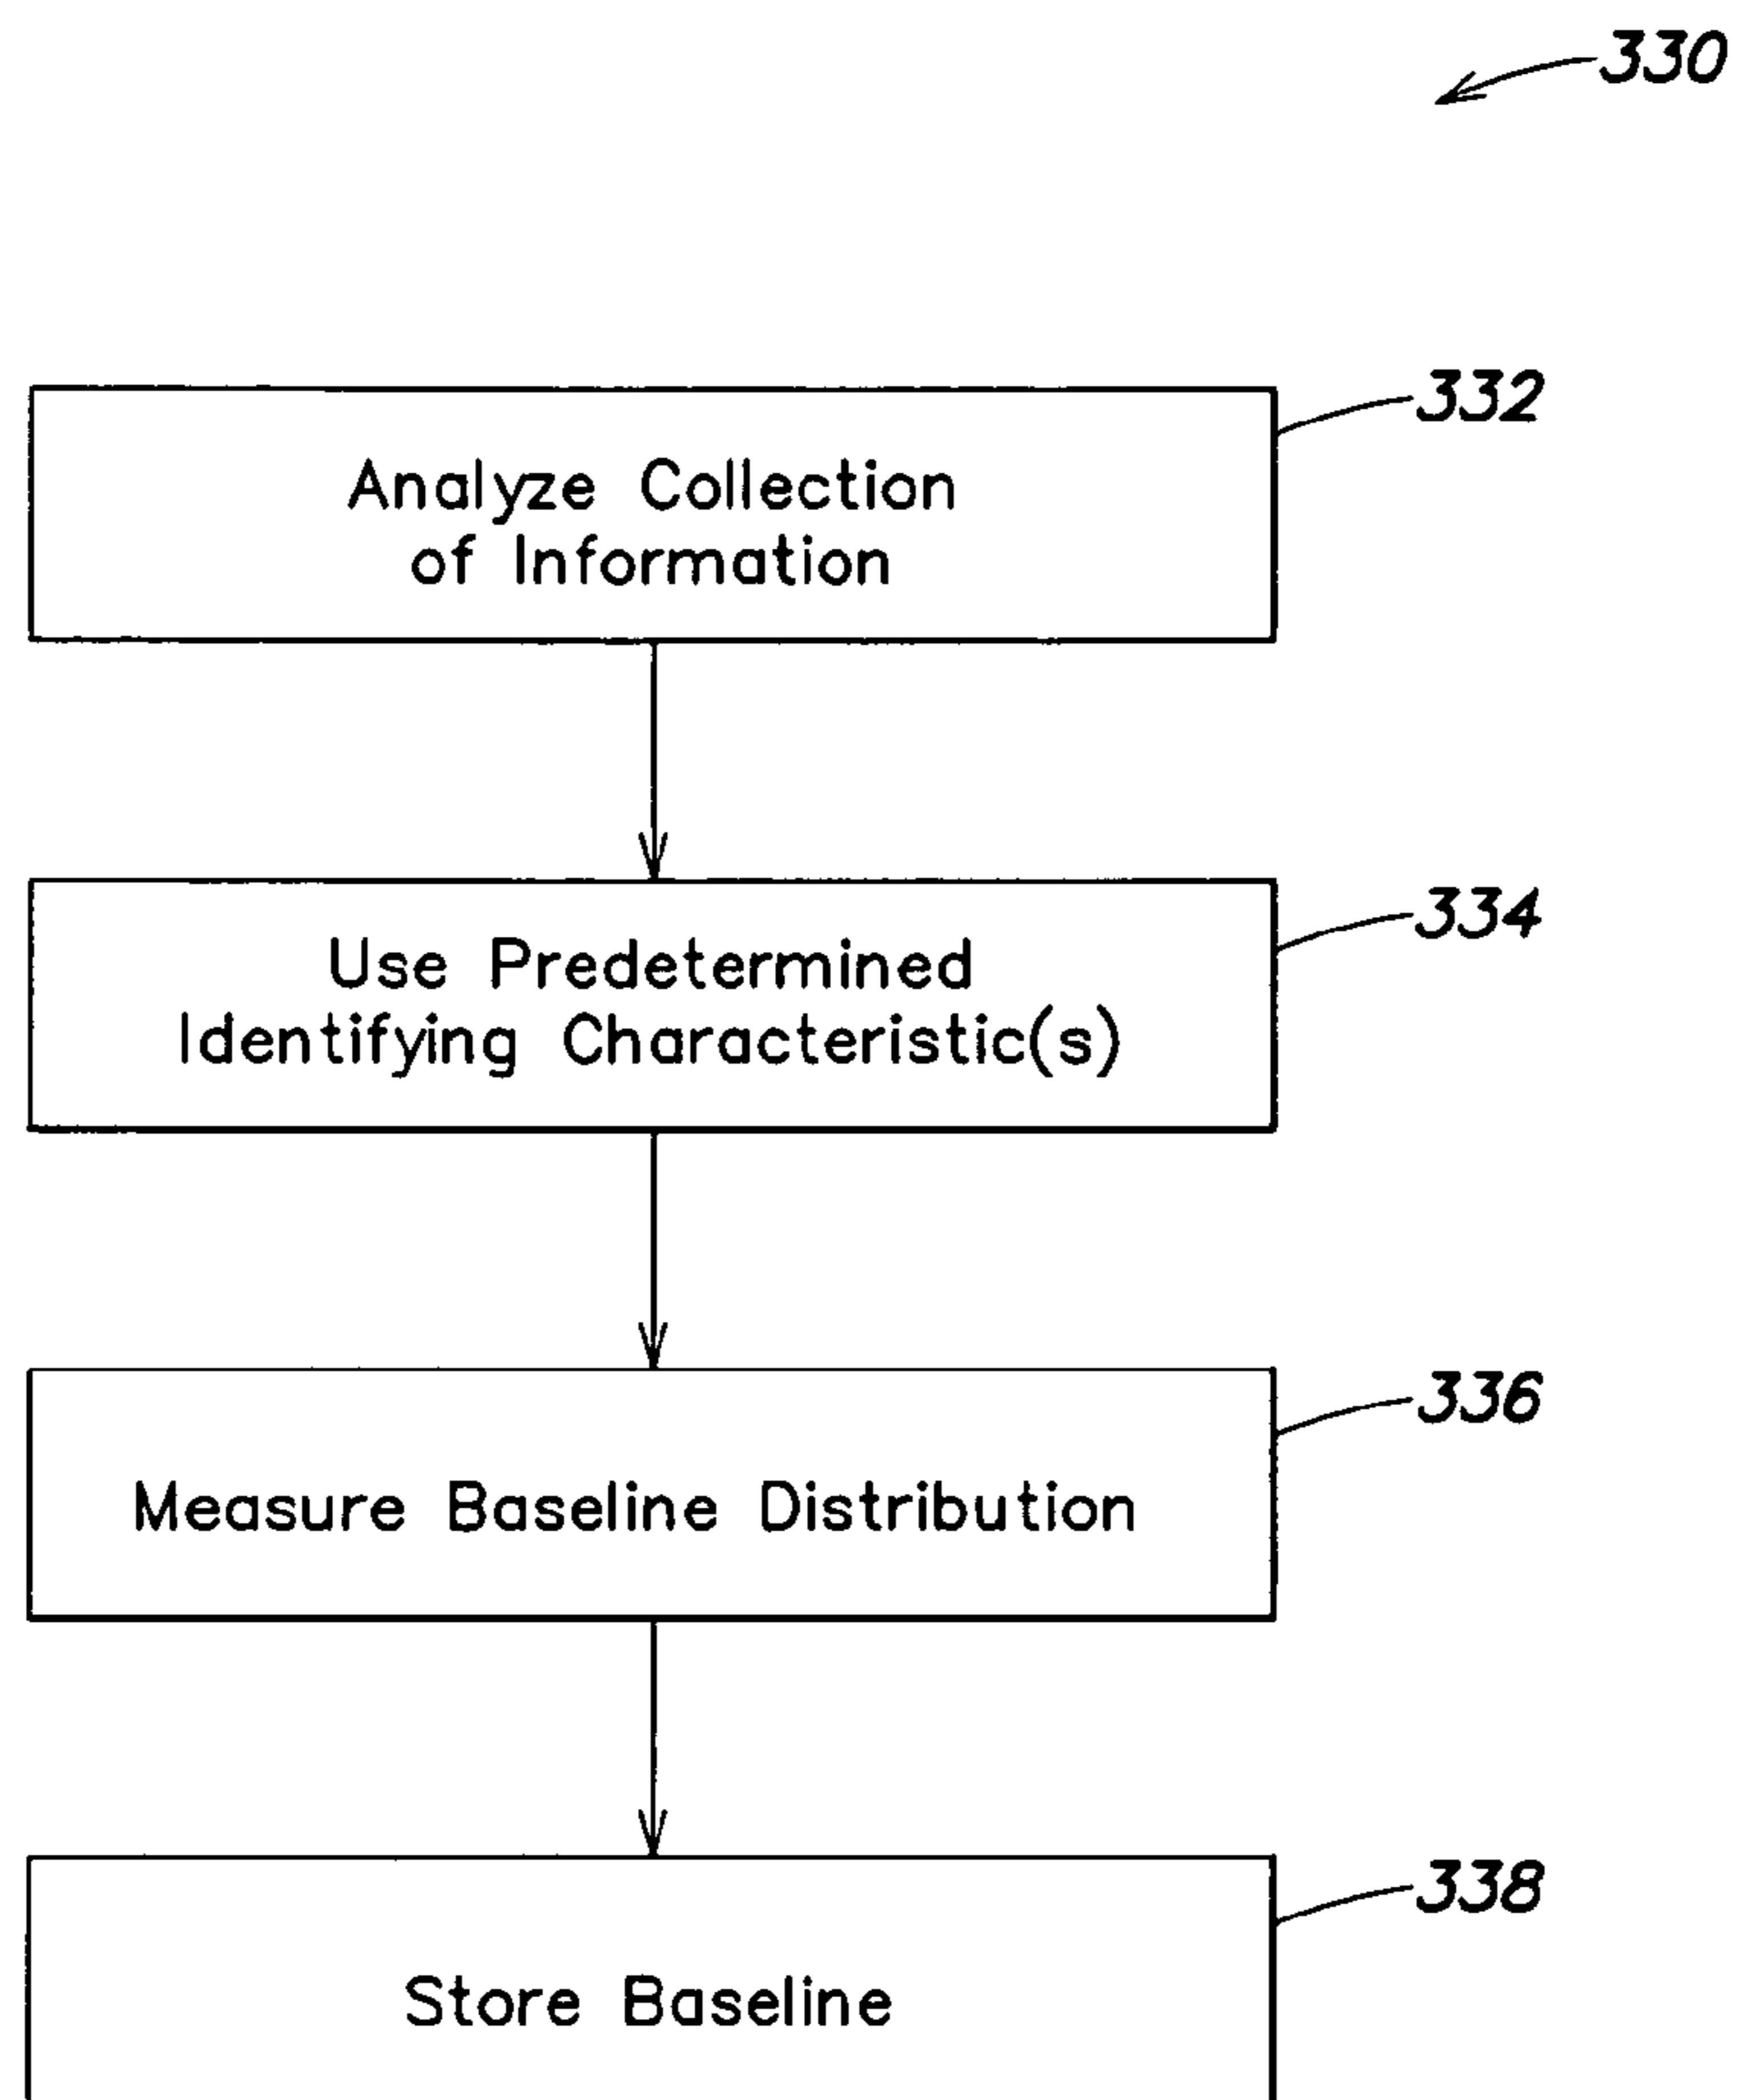 330
332
Analyze Collection
of Information
334
Use Predetermined
Identifying Characteristic(s)
336
Measure Baseline Distribution
338
Store Baseline